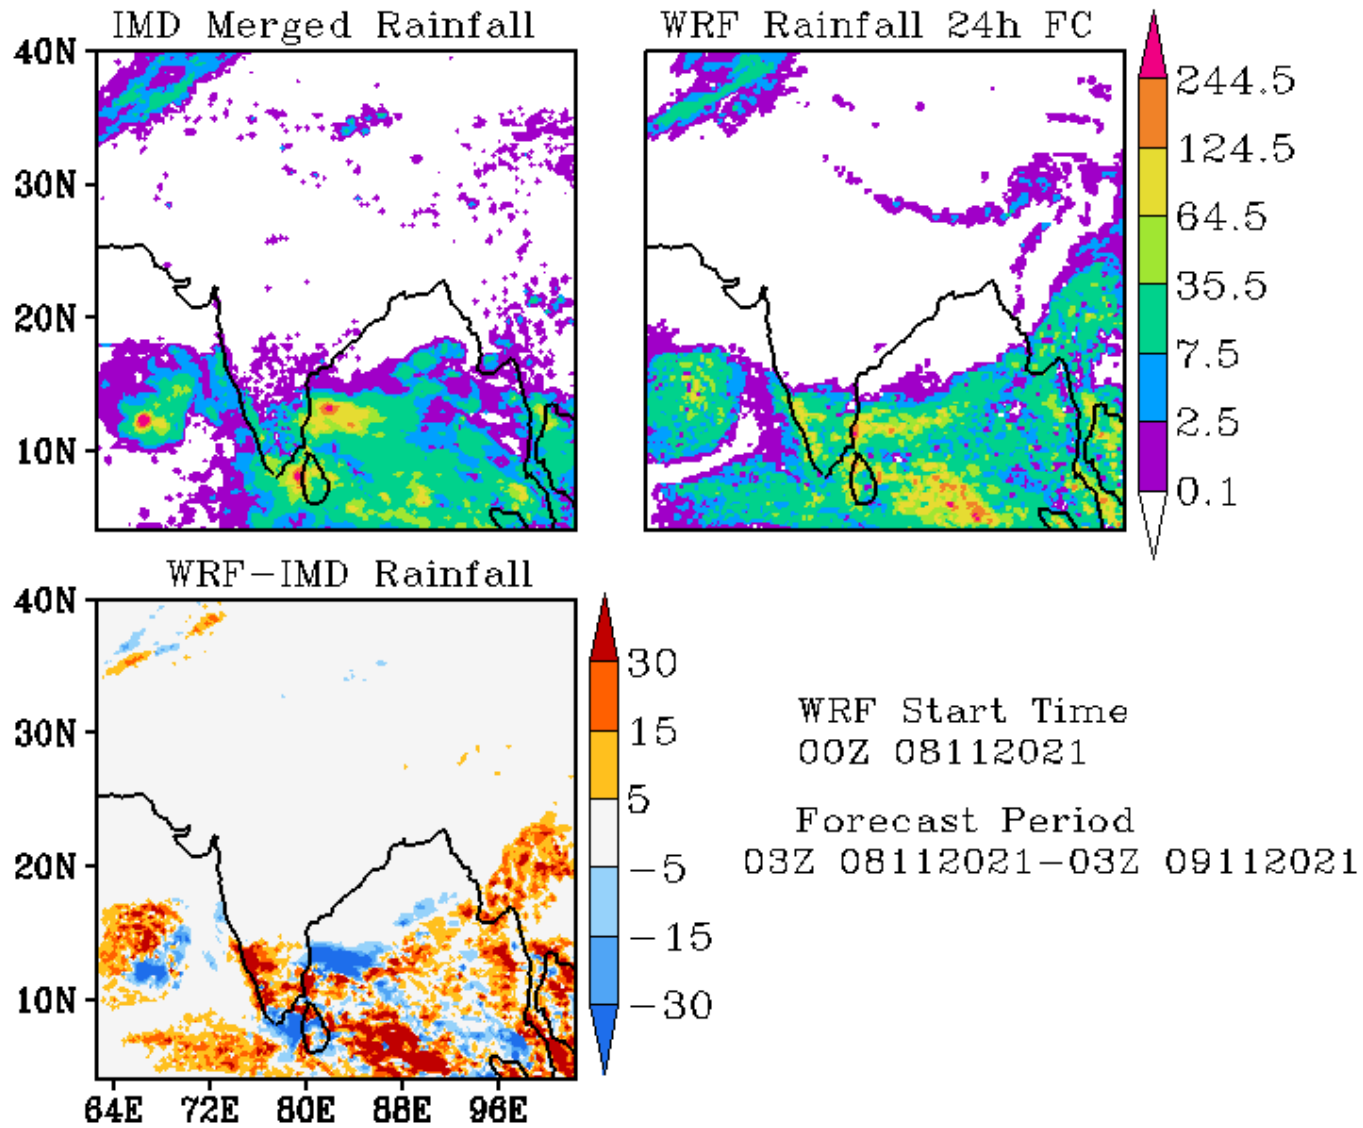 IMD Merged Rainfall
WRF Rainfall 24h FC
40N
30N
20N
10N
244.5
124.5
64.5
35.5
7.5
2.5
0.1
WRF-IMD Rainfall
40N
30N
20N
10N
64E 72E 80E 88E 96E
30
15
5
-5
-15
-30
WRF Start Time
00Z 08112021
Forecast Period
03Z 08112021-03Z 09112021